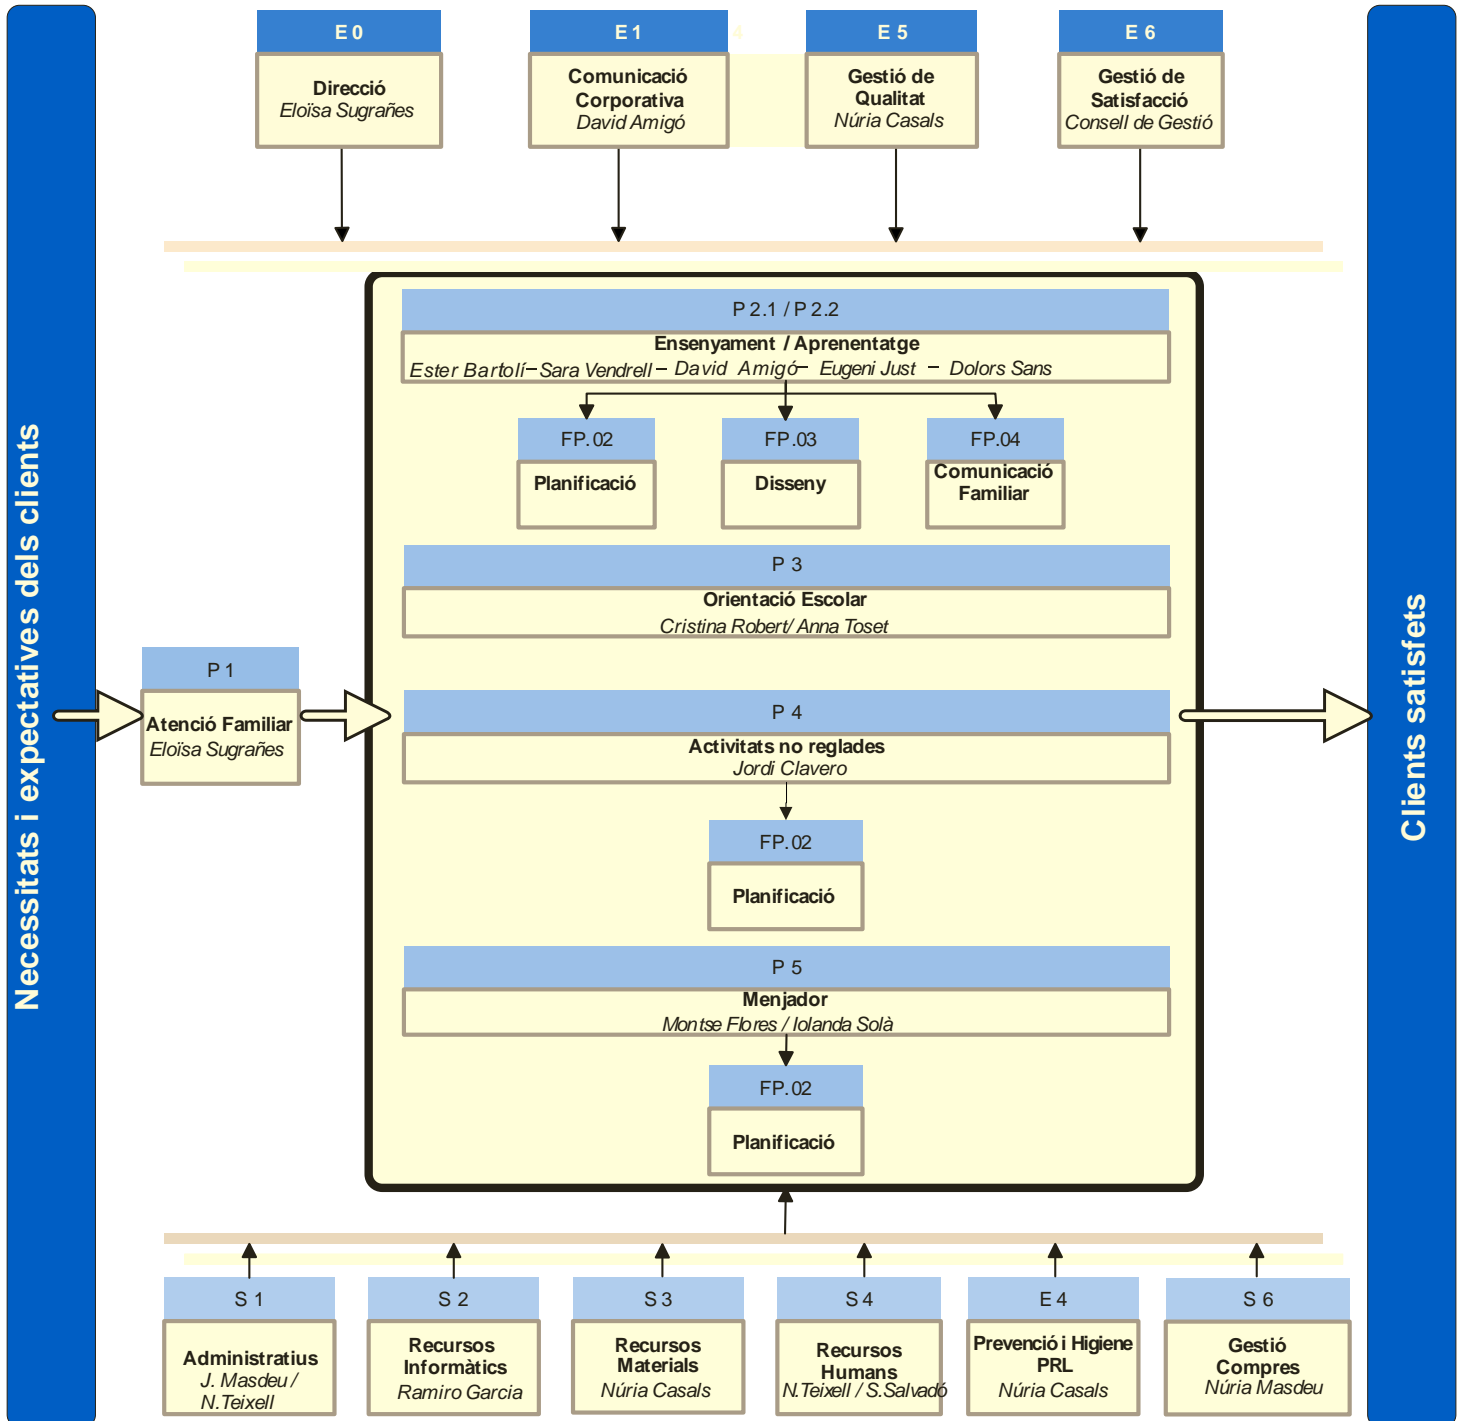 E 0
Direcció
Eloïsa Sugrañes
E 1
Comunicació
Corporativa
David Amigó
4
E 5
Gestió de
Qualitat
Núria Casals
E 6
Gestió de
Satisfacció
Consell de Gestió
Necessitats i expectatives dels clients
P 1
Atenció Familiar
Eloïsa Sugrañes
P 2.1 / P 2.2
Ensenyament / Aprenentatge
Ester Bartolí – Sara Vendrell – David Amigó – Eugeni Just – Dolors Sans
FP.02
Planificació
FP.03
Disseny
FP.04
Comunicació
Familiar
P 3
Orientació Escolar
Cristina Robert/ Anna Toset
P 4
Activitats no reglades
Jordi Clavero
FP.02
Planificació
P 5
Menjador
Montse Flores / Iolanda Solà
FP.02
Planificació
Clients satisfets
S 1
Administratius
J. Masdeu /
N.Teixell
S 2
Recursos
Informàtics
Ramiro Garcia
S 3
Recursos
Materials
Núria Casals
S 4
Recursos
Humans
N.Teixell / S.Salvadó
E 4
Prevenció i Higiene
PRL
Núria Casals
S 6
Gestió
Compres
Núria Masdeu